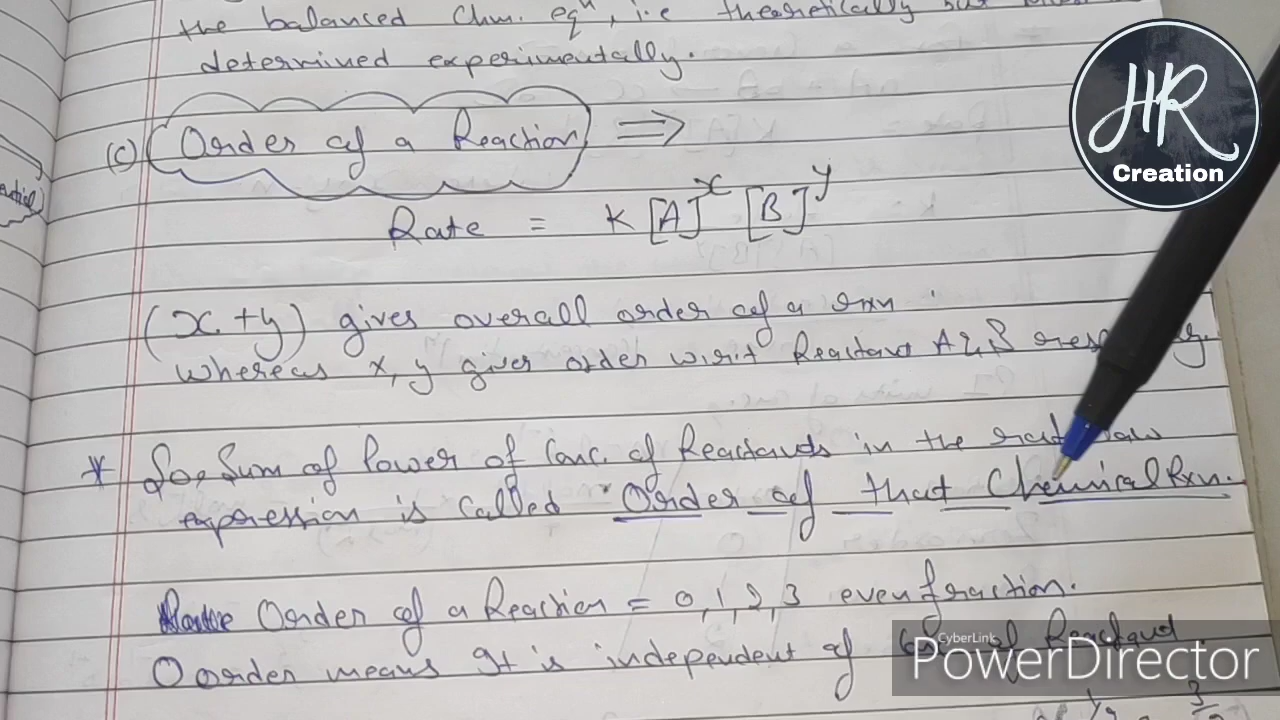 the balanced Chm. eqⁿ, i.e theoretically but
determined experimentally.
(c) Order of a Reaction ⇒
Rate = K[A]^x [B]^y
(x+y) gives overall order of a rxn.
whereas x, y gives order w.r.t Reactant A & B
* So, Sum of Power of Conc. of Reactants in the rate law
expression is called Order of that Chemical Rxn.
Order of a Reaction = 0, 1, 2, 3 even fraction.
0 order means It is independent of of Reactant
HR
Creation
CyberLink
PowerDirector